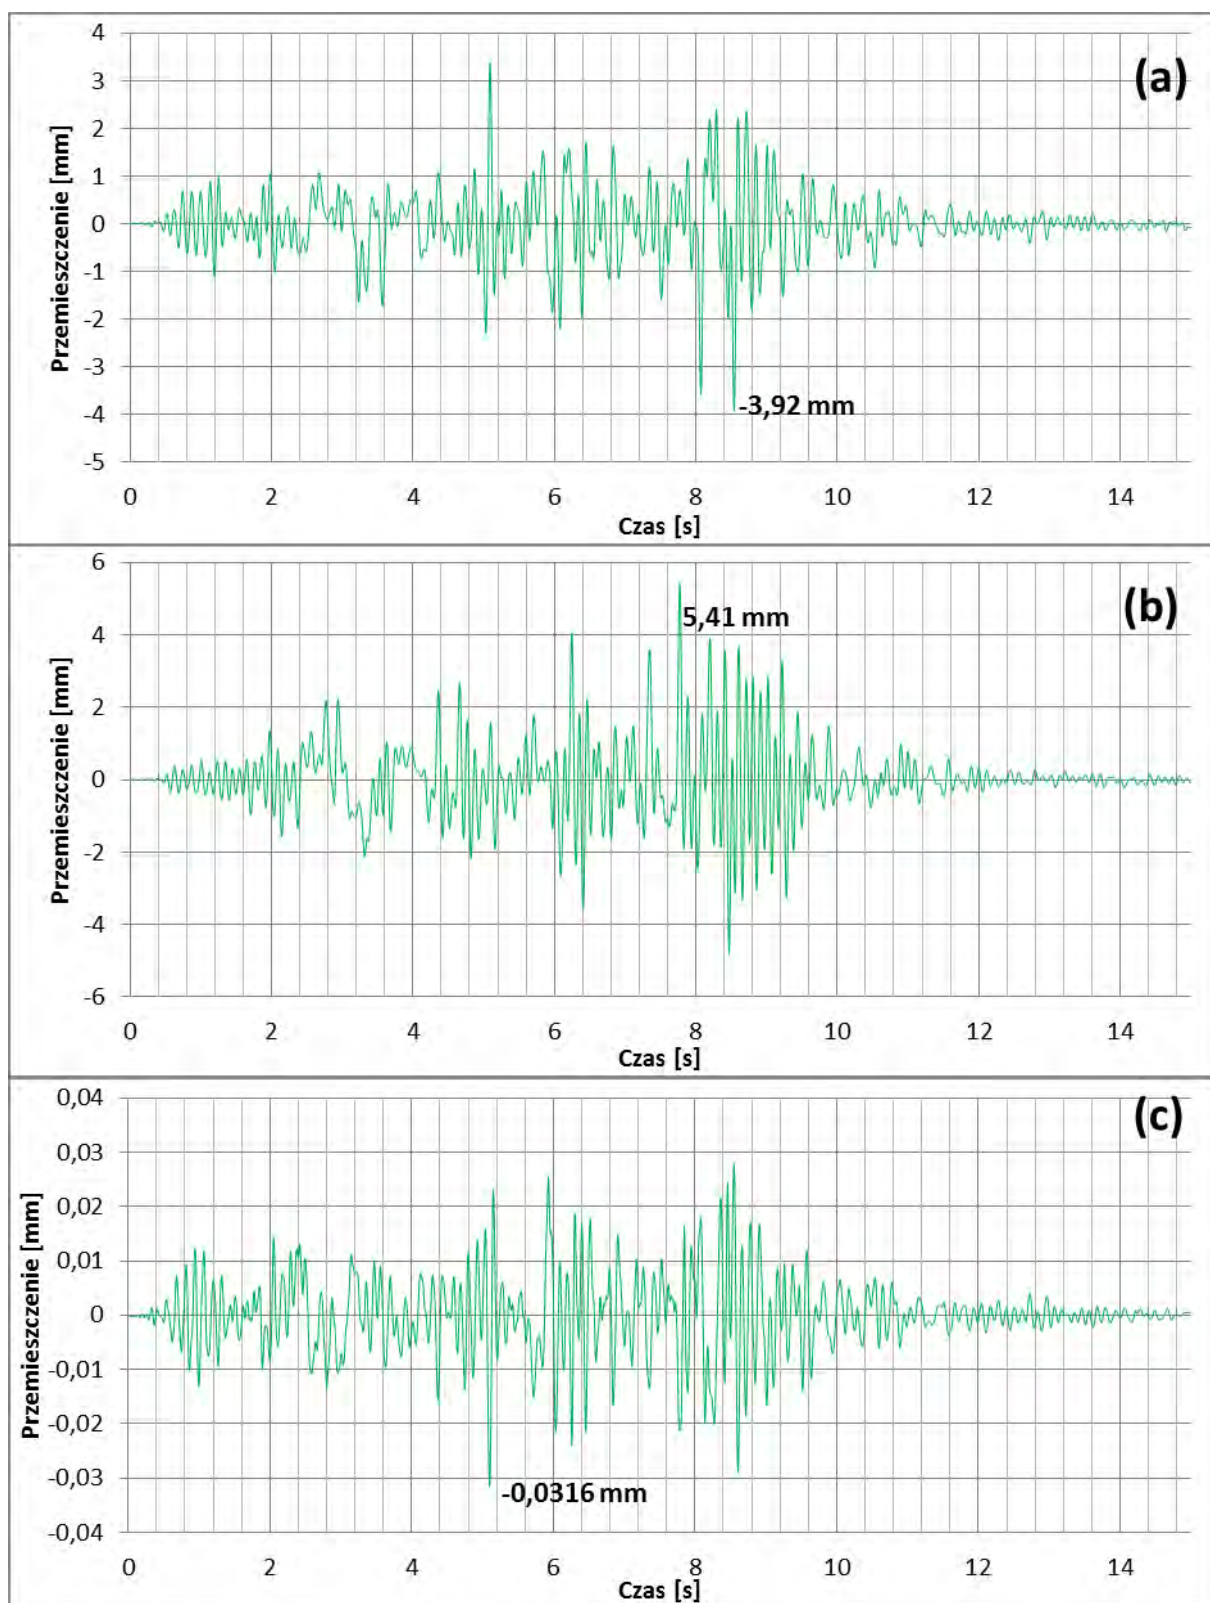 (a)
Przemieszczenie [mm]
4
3
2
1
0
-1
-2
-3
-4
-5
-3,92 mm
0 2 4 6 8 10 12 14
Czas [s]
(b)
Przemieszczenie [mm]
6
4
2
0
-2
-4
-6
5,41 mm
0 2 4 6 8 10 12 14
Czas [s]
(c)
Przemieszczenie [mm]
0,04
0,03
0,02
0,01
0
-0,01
-0,02
-0,03
-0,04
-0,0316 mm
0 2 4 6 8 10 12 14
Czas [s]